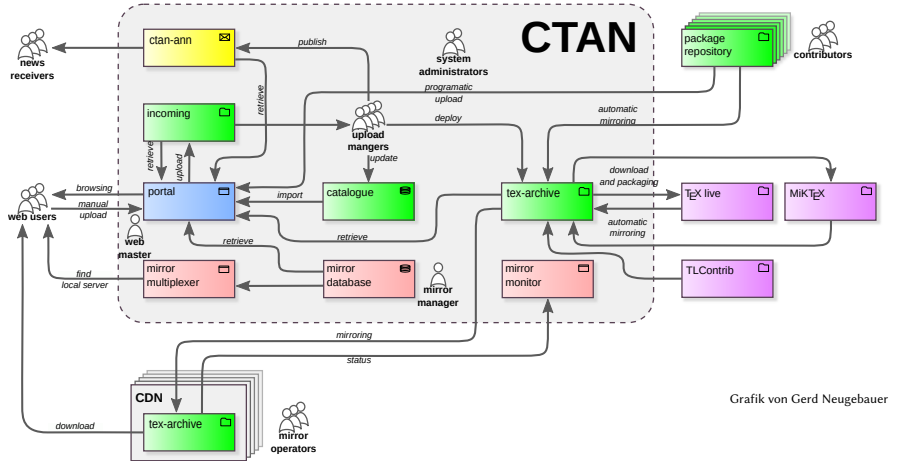 CTAN
ctan-ann
publish
system
administrators
package
repository
contributors
news
receivers
retrieve
programatic
upload
incoming
upload
mangers
deploy
automatic
mirroring
retrieve
upload
update
download
and packaging
browsing
manual
upload
web users
portal
import
catalogue
tex-archive
TEX live
MiKTEX
web
master
retrieve
retrieve
automatic
mirroring
find
local server
mirror
multiplexer
mirror
database
mirror
manager
mirror
monitor
TLContrib
mirroring
status
CDN
tex-archive
download
mirror
operators
Grafik von Gerd Neugebauer